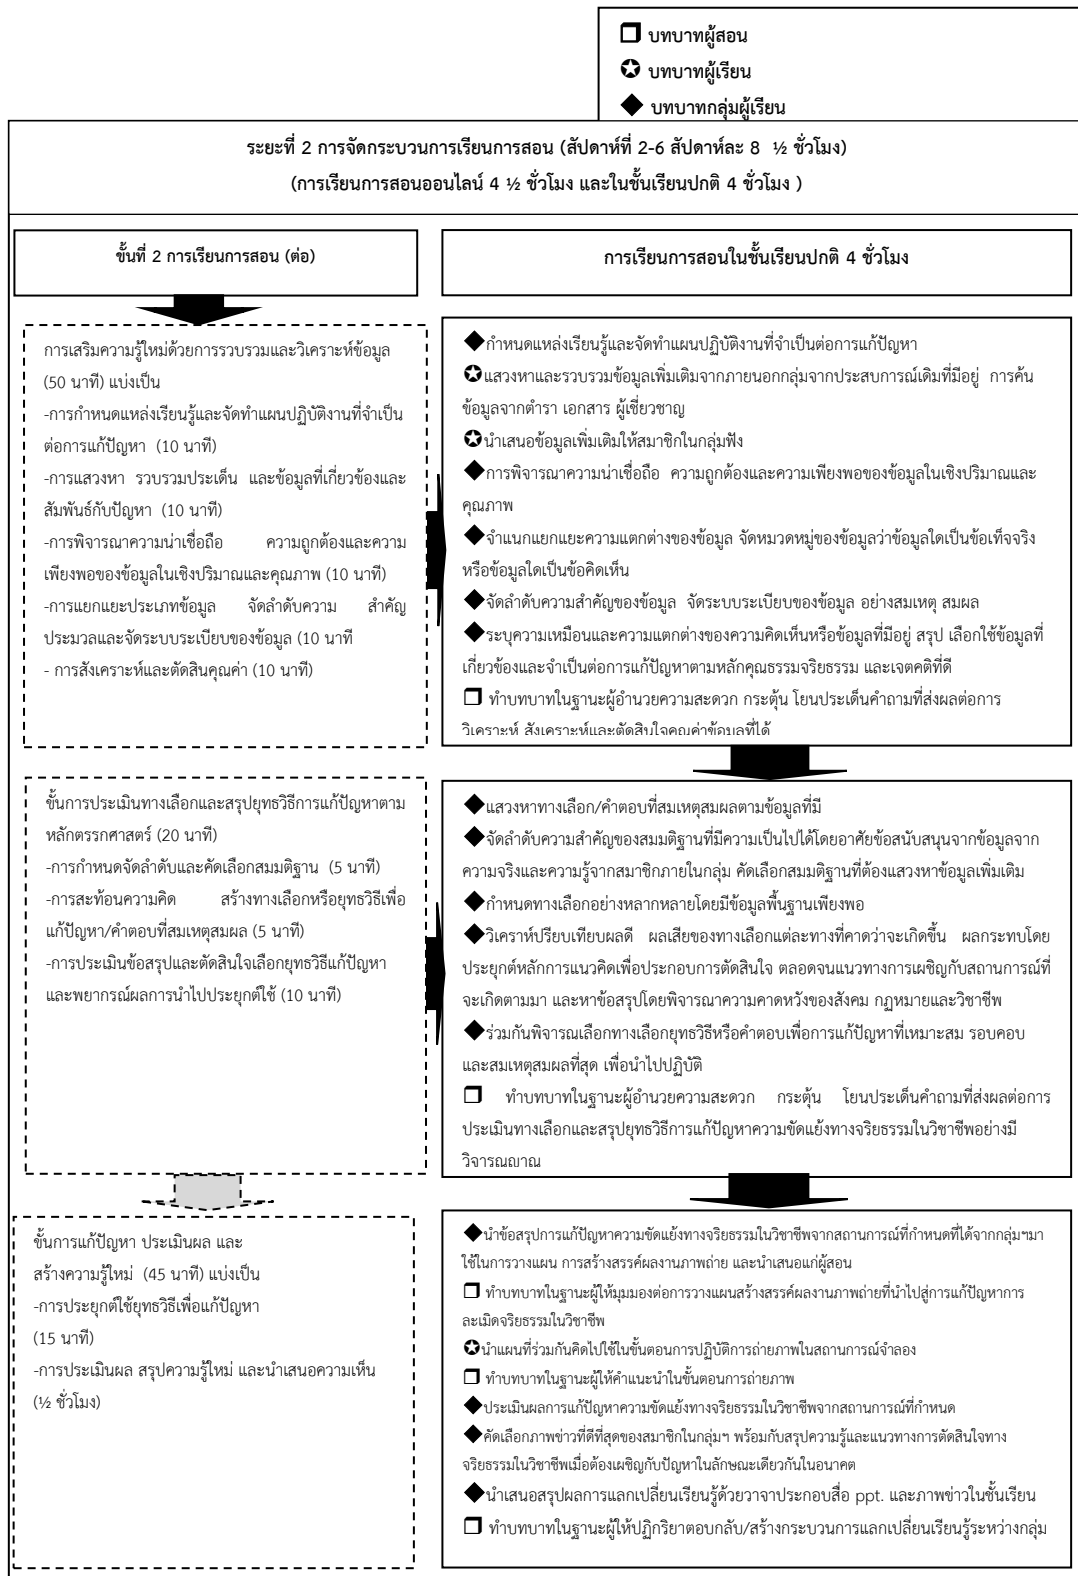 ❒ บทบาทผู้สอน
✪ บทบาทผู้เรียน
◆ บทบาทกลุ่มผู้เรียน
ระยะที่ 2 การจัดกระบวนการเรียนการสอน (สัปดาห์ที่ 2-6 สัปดาห์ละ 8 ½ ชั่วโมง)
(การเรียนการสอนออนไลน์ 4 ½ ชั่วโมง และในชั้นเรียนปกติ 4 ชั่วโมง )
ขั้นที่ 2 การเรียนการสอน (ต่อ)
การเรียนการสอนในชั้นเรียนปกติ 4 ชั่วโมง
การเสริมความรู้ใหม่ด้วยการรวบรวมและวิเคราะห์ข้อมูล
(50 นาที) แบ่งเป็น
-การกำหนดแหล่งเรียนรู้และจัดทำแผนปฏิบัติงานที่จำเป็น
ต่อการแก้ปัญหา (10 นาที)
-การแสวงหา รวบรวมประเด็น และข้อมูลที่เกี่ยวข้องและ
สัมพันธ์กับปัญหา (10 นาที)
-การพิจารณาความน่าเชื่อถือ ความถูกต้องและความ
เพียงพอของข้อมูลในเชิงปริมาณและคุณภาพ (10 นาที)
-การแยกแยะประเภทข้อมูล จัดลำดับความ สำคัญ
ประมวลและจัดระบบระเบียบของข้อมูล (10 นาที
- การสังเคราะห์และตัดสินคุณค่า (10 นาที)
◆กำหนดแหล่งเรียนรู้และจัดทำแผนปฏิบัติงานที่จำเป็นต่อการแก้ปัญหา
✪แสวงหาและรวบรวมข้อมูลเพิ่มเติมจากภายนอกกลุ่มจากประสบการณ์เดิมที่มีอยู่ การค้น
ข้อมูลจากตำรา เอกสาร ผู้เชี่ยวชาญ
✪นำเสนอข้อมูลเพิ่มเติมให้สมาชิกในกลุ่มฟัง
◆การพิจารณาความน่าเชื่อถือ ความถูกต้องและความเพียงพอของข้อมูลในเชิงปริมาณและ
คุณภาพ
◆จำแนกแยกแยะความแตกต่างของข้อมูล จัดหมวดหมู่ของข้อมูลว่าข้อมูลใดเป็นข้อเท็จจริง
หรือข้อมูลใดเป็นข้อคิดเห็น
◆จัดลำดับความสำคัญของข้อมูล จัดระบบระเบียบของข้อมูล อย่างสมเหตุ สมผล
◆ระบุความเหมือนและความแตกต่างของความคิดเห็นหรือข้อมูลที่มีอยู่ สรุป เลือกใช้ข้อมูลที่
เกี่ยวข้องและจำเป็นต่อการแก้ปัญหาตามหลักคุณธรรมจริยธรรม และเจตคติที่ดี
❒ ทำบทบาทในฐานะผู้อำนวยความสะดวก กระตุ้น โยนประเด็นคำถามที่ส่งผลต่อการ
วิเคราะห์ สังเคราะห์และตัดสินใจคุณค่าข้อมูลที่ได้
ขั้นการประเมินทางเลือกและสรุปยุทธวิธีการแก้ปัญหาตาม
หลักตรรกศาสตร์ (20 นาที)
-การกำหนดจัดลำดับและคัดเลือกสมมติฐาน (5 นาที)
-การสะท้อนความคิด สร้างทางเลือกหรือยุทธวิธีเพื่อ
แก้ปัญหา/คำตอบที่สมเหตุสมผล (5 นาที)
-การประเมินข้อสรุปและตัดสินใจเลือกยุทธวิธีแก้ปัญหา
และพยากรณ์ผลการนำไปประยุกต์ใช้ (10 นาที)
◆แสวงหาทางเลือก/คำตอบที่สมเหตุสมผลตามข้อมูลที่มี
◆จัดลำดับความสำคัญของสมมติฐานที่มีความเป็นไปได้โดยอาศัยข้อสนับสนุนจากข้อมูลจาก
ความจริงและความรู้จากสมาชิกภายในกลุ่ม คัดเลือกสมมติฐานที่ต้องแสวงหาข้อมูลเพิ่มเติม
◆กำหนดทางเลือกอย่างหลากหลายโดยมีข้อมูลพื้นฐานเพียงพอ
◆วิเคราะห์เปรียบเทียบผลดี ผลเสียของทางเลือกแต่ละทางที่คาดว่าจะเกิดขึ้น ผลกระทบโดย
ประยุกต์หลักการแนวคิดเพื่อประกอบการตัดสินใจ ตลอดจนแนวทางการเผชิญกับสถานการณ์ที่
จะเกิดตามมา และหาข้อสรุปโดยพิจารณาความคาดหวังของสังคม กฎหมายและวิชาชีพ
◆ร่วมกันพิจารณเลือกทางเลือกยุทธวิธีหรือคำตอบเพื่อการแก้ปัญหาที่เหมาะสม รอบคอบ
และสมเหตุสมผลที่สุด เพื่อนำไปปฏิบัติ
❒ ทำบทบาทในฐานะผู้อำนวยความสะดวก กระตุ้น โยนประเด็นคำถามที่ส่งผลต่อการ
ประเมินทางเลือกและสรุปยุทธวิธีการแก้ปัญหาความขัดแย้งทางจริยธรรมในวิชาชีพอย่างมี
วิจารณญาณ
ขั้นการแก้ปัญหา ประเมินผล และ
สร้างความรู้ใหม่ (45 นาที) แบ่งเป็น
-การประยุกต์ใช้ยุทธวิธีเพื่อแก้ปัญหา
(15 นาที)
-การประเมินผล สรุปความรู้ใหม่ และนำเสนอความเห็น
(½ ชั่วโมง)
◆นำข้อสรุปการแก้ปัญหาความขัดแย้งทางจริยธรรมในวิชาชีพจากสถานการณ์ที่กำหนดที่ได้จากกลุ่มฯมา
ใช้ในการวางแผน การสร้างสรรค์ผลงานภาพถ่าย และนำเสนอแก่ผู้สอน
❒ ทำบทบาทในฐานะผู้ให้มุมมองต่อการวางแผนสร้างสรรค์ผลงานภาพถ่ายที่นำไปสู่การแก้ปัญหาการ
ละเมิดจริยธรรมในวิชาชีพ
✪นำแผนที่ร่วมกันคิดไปใช้ในขั้นตอนการปฏิบัติการถ่ายภาพในสถานการณ์จำลอง
❒ ทำบทบาทในฐานะผู้ให้คำแนะนำในขั้นตอนการถ่ายภาพ
◆ประเมินผลการแก้ปัญหาความขัดแย้งทางจริยธรรมในวิชาชีพจากสถานการณ์ที่กำหนด
◆คัดเลือกภาพข่าวที่ดีที่สุดของสมาชิกในกลุ่มฯ พร้อมกับสรุปความรู้และแนวทางการตัดสินใจทาง
จริยธรรมในวิชาชีพเมื่อต้องเผชิญกับปัญหาในลักษณะเดียวกันในอนาคต
◆นำเสนอสรุปผลการแลกเปลี่ยนเรียนรู้ด้วยวาจาประกอบสื่อ ppt. และภาพข่าวในชั้นเรียน
❒ ทำบทบาทในฐานะผู้ให้ปฏิกริยาตอบกลับ/สร้างกระบวนการแลกเปลี่ยนเรียนรู้ระหว่างกลุ่ม